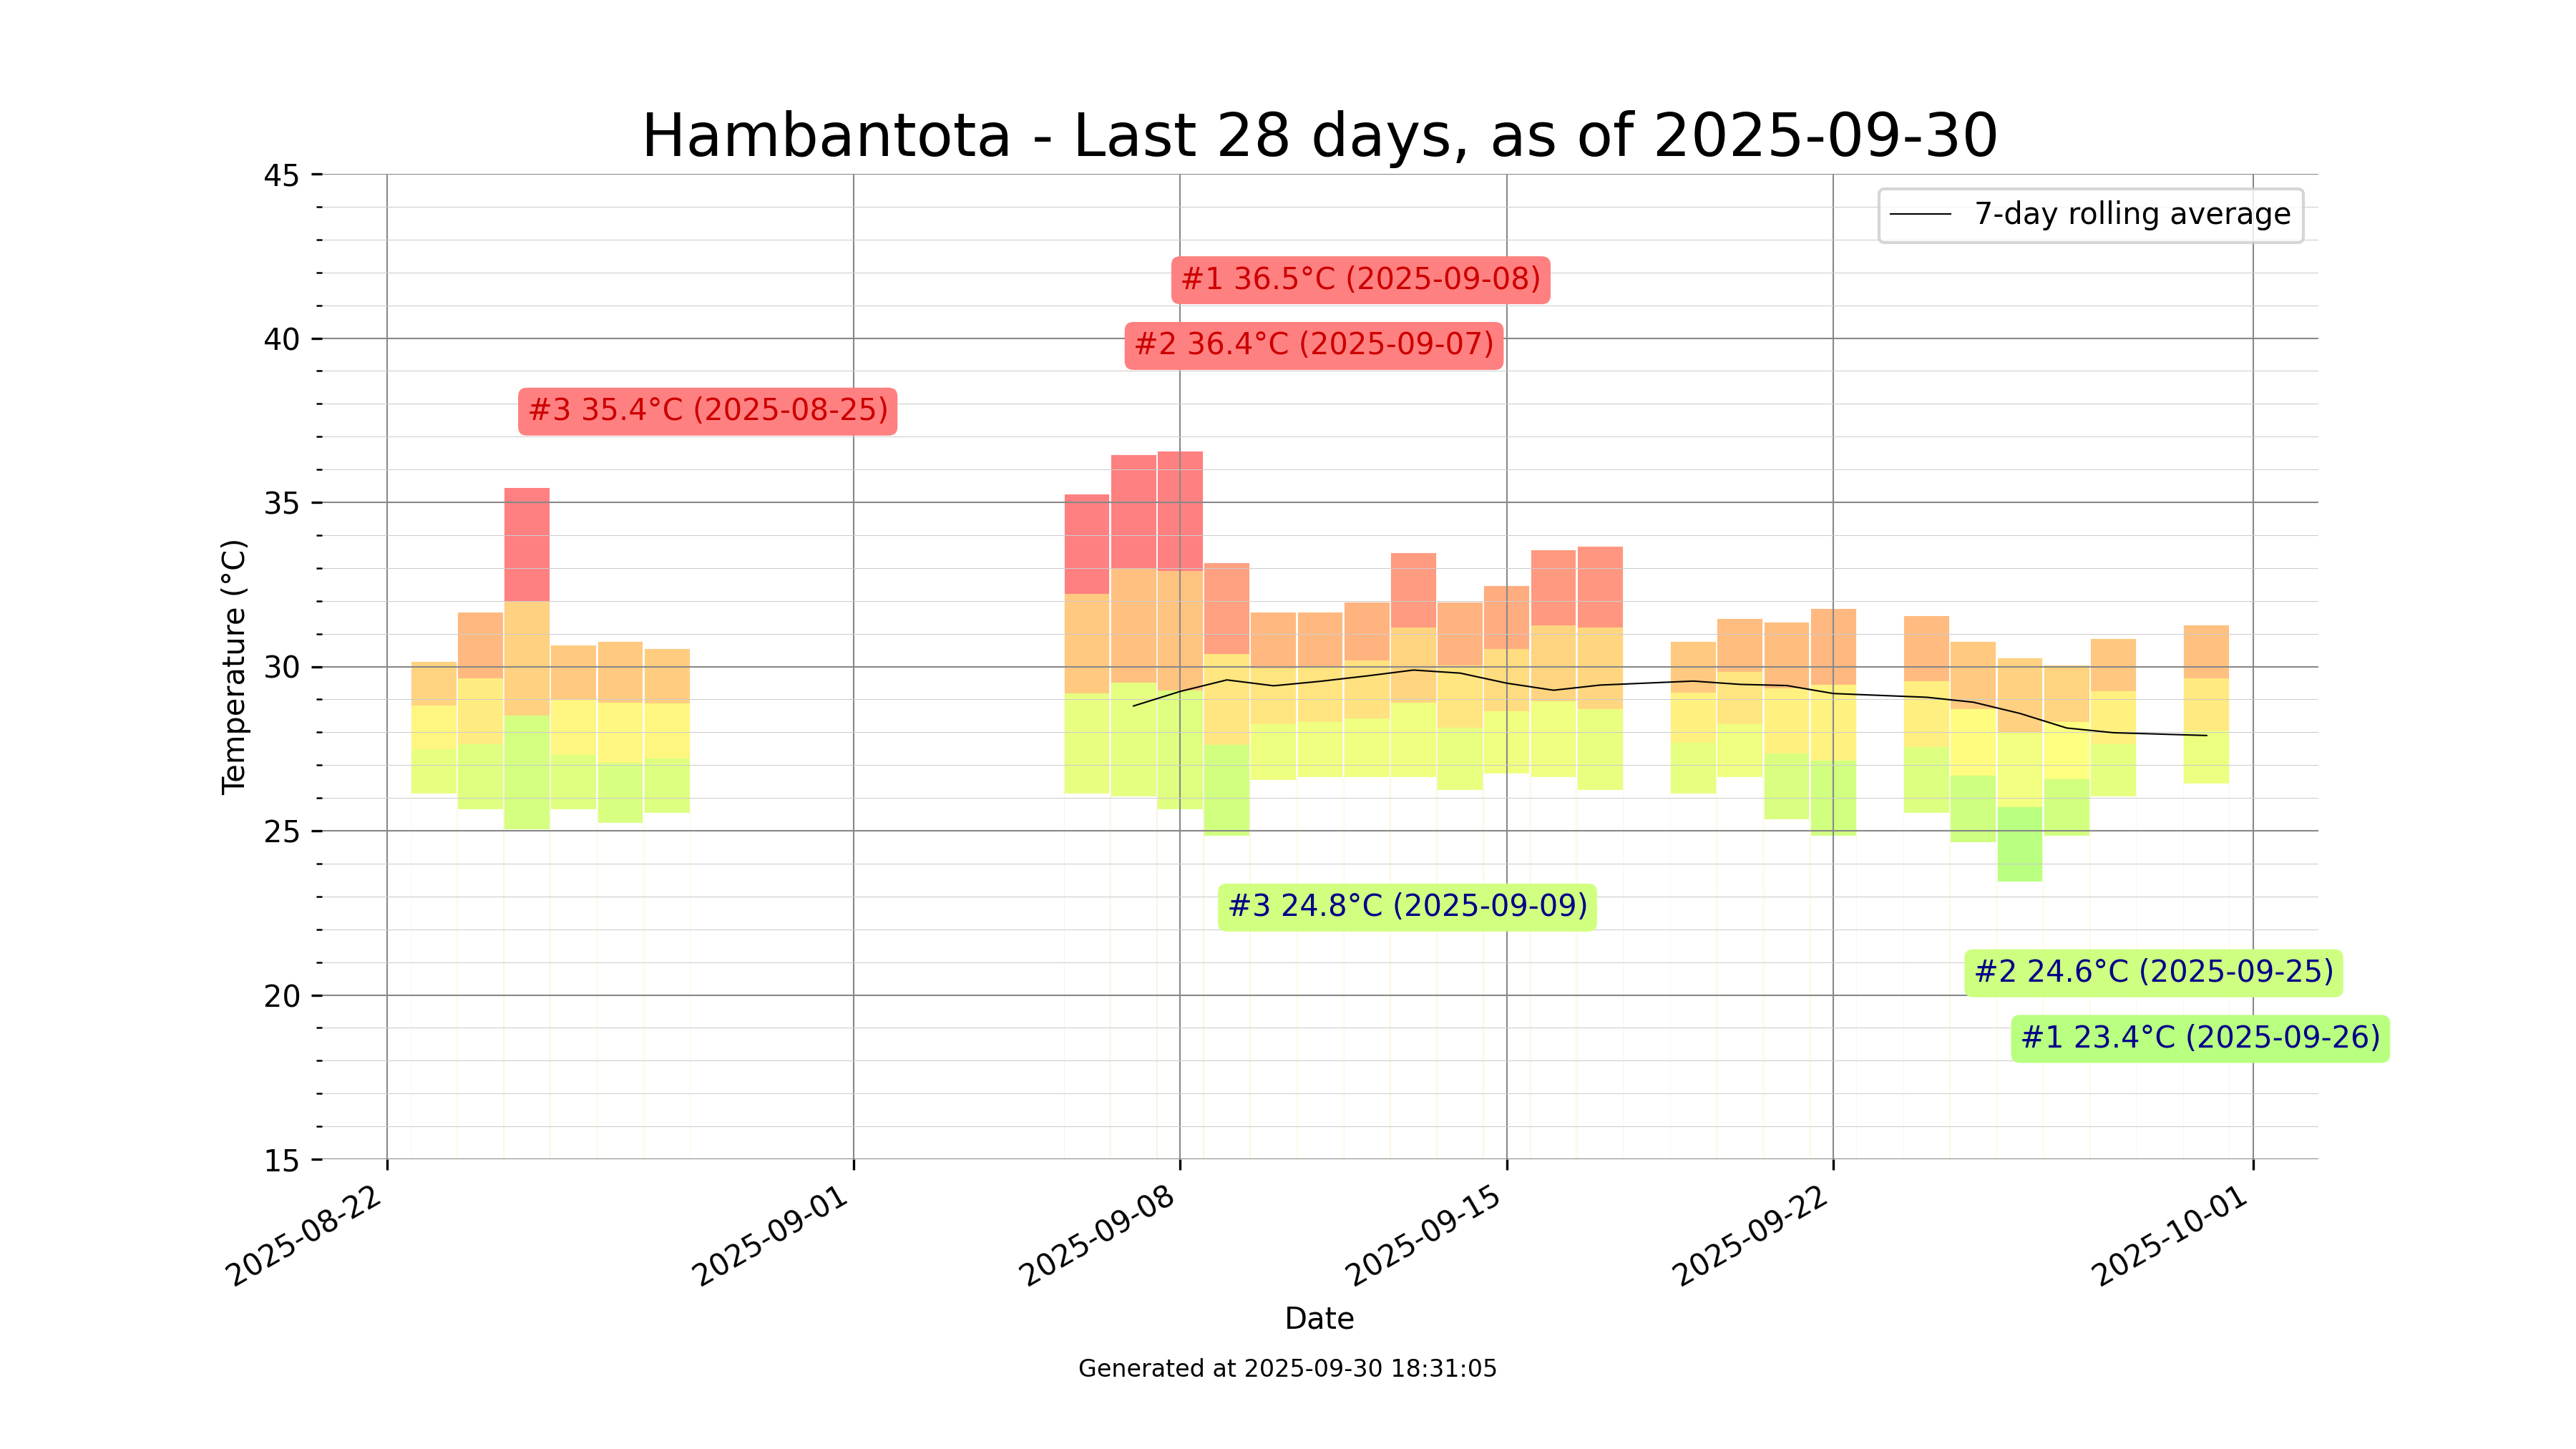 Hambantota - Last 28 days, as of 2025-09-30
7-day rolling average
#1 36.5°C (2025-09-08)
#2 36.4°C (2025-09-07)
#3 35.4°C (2025-08-25)
#3 24.8°C (2025-09-09)
#2 24.6°C (2025-09-25)
#1 23.4°C (2025-09-26)
Temperature (°C)
45
40
35
30
25
20
15
2025-08-22
2025-09-01
2025-09-08
2025-09-15
2025-09-22
2025-10-01
Date
Generated at 2025-09-30 18:31:05